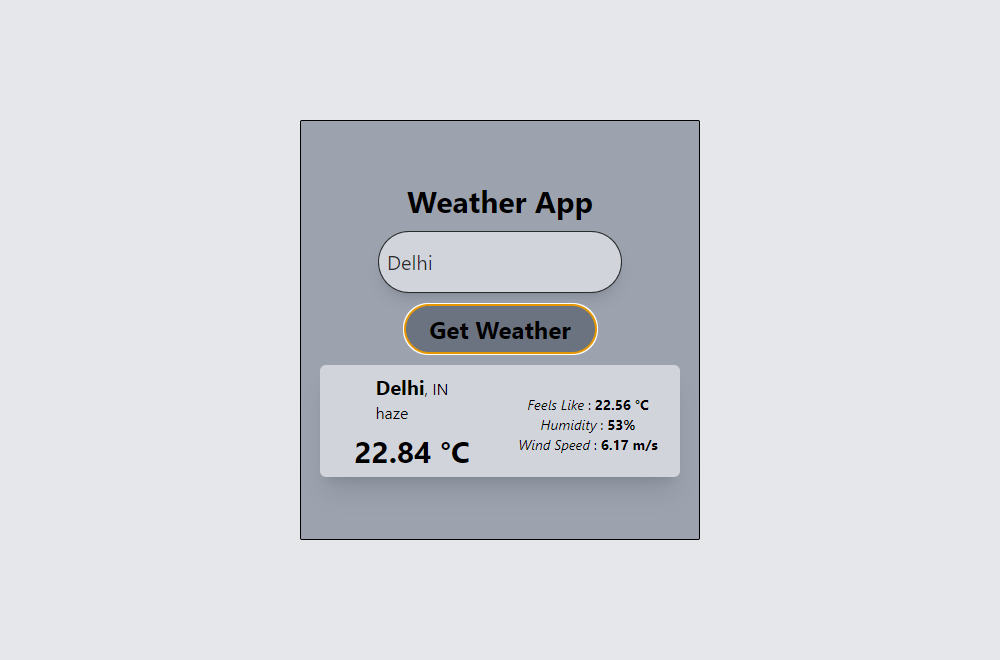 Weather App
Delhi
Get Weather
Delhi, IN
haze
22.84 °C
Feels Like : 22.56 °C
Humidity : 53%
Wind Speed : 6.17 m/s